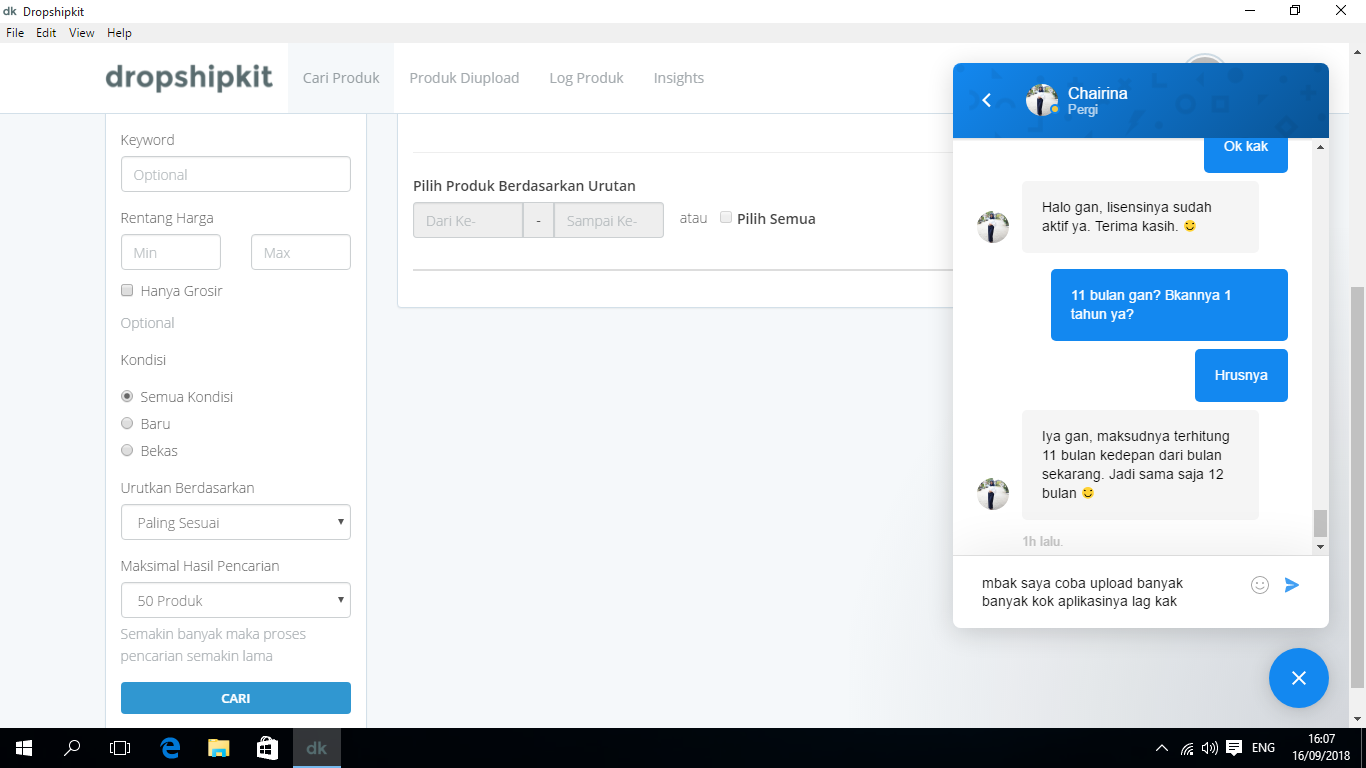 dk Dropshipkit
File Edit View Help
dropshipkit
Cari Produk Produk Diupload Log Produk Insights
Keyword
Optional
Rentang Harga
Min Max
Hanya Grosir
Optional
Kondisi
Semua Kondisi
Baru
Bekas
Urutkan Berdasarkan
Paling Sesuai
Maksimal Hasil Pencarian
50 Produk
Semakin banyak maka proses
pencarian semakin lama
CARI
Pilih Produk Berdasarkan Urutan
Dari Ke- - Sampai Ke- atau Pilih Semua
Chairina
Pergi
Ok kak
Halo gan, lisensinya sudah
aktif ya. Terima kasih.
11 bulan gan? Bkannya 1
tahun ya?
Hrusnya
Iya gan, maksudnya terhitung
11 bulan kedepan dari bulan
sekarang. Jadi sama saja 12
bulan
1h lalu.
mbak saya coba upload banyak
banyak kok aplikasinya lag kak
dk
ENG
16:07
16/09/2018